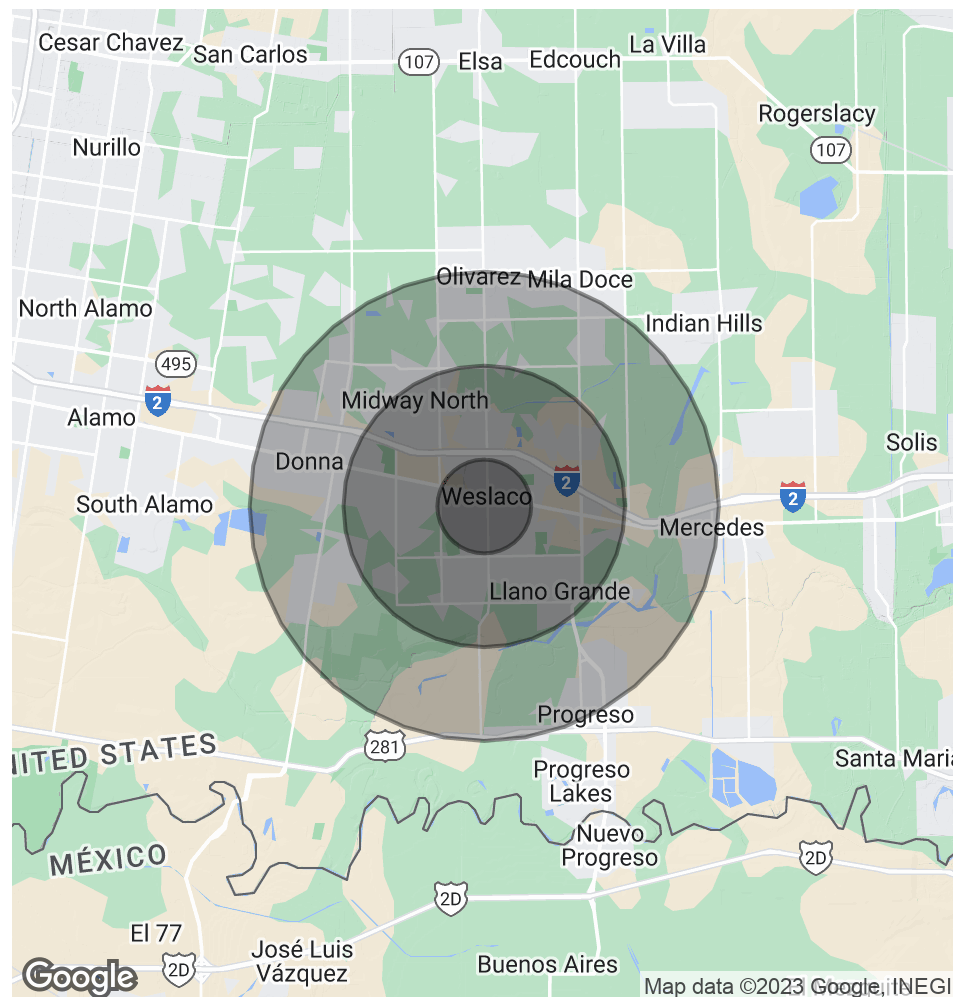 Cesar Chavez
San Carlos
107
Elsa
Edcouch
La Villa
Rogerslacy
107
Nurillo
Olivarez
Mila Doce
North Alamo
Indian Hills
495
2
Midway North
Alamo
Donna
Solis
2
Weslaco
2
South Alamo
Mercedes
Llano Grande
Progreso
281
NITED STATES
Santa Maria
Progreso
Lakes
Nuevo
Progreso
MÉXICO
2D
2D
El 77
José Luis
Vázquez
2D
Buenos Aires
Google
Map data ©2023 Google, INEGI